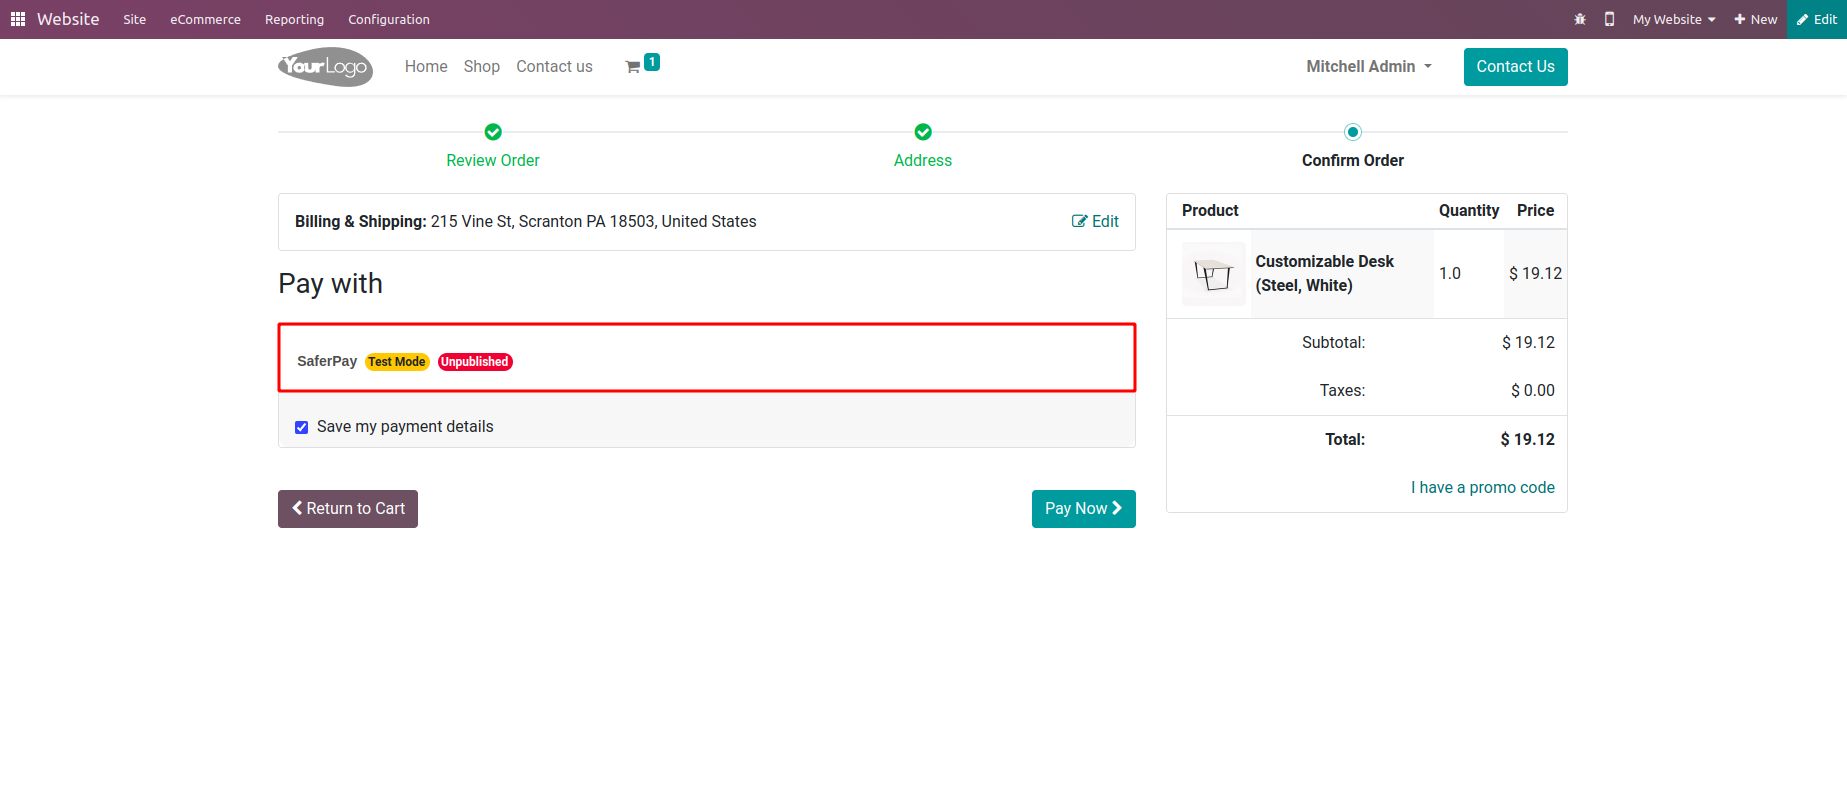 Website Site eCommerce Reporting Configuration My Website New Edit
YourLogo Home Shop Contact us 1 Mitchell Admin Contact Us
Review Order Address Confirm Order
Billing & Shipping: 215 Vine St, Scranton PA 18503, United States Edit
Pay with
SaferPay Test Mode Unpublished
Save my payment details
Return to Cart Pay Now
Product Quantity Price
Customizable Desk
(Steel, White) 1.0 $ 19.12
Subtotal: $ 19.12
Taxes: $ 0.00
Total: $ 19.12
I have a promo code